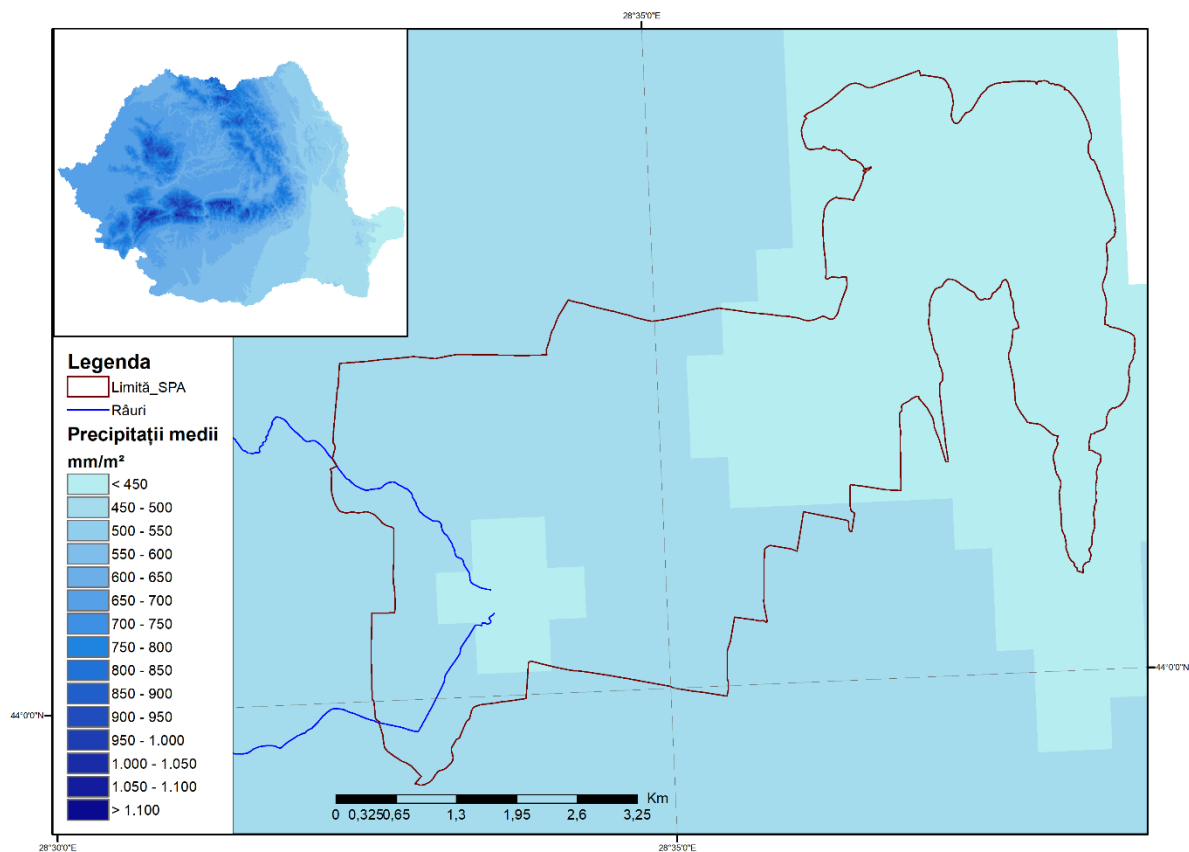 28°35'0"E
Legenda
Limită_SPA
Râuri
Precipitații medii
mm/m²
< 450
450 - 500
500 - 550
550 - 600
600 - 650
650 - 700
700 - 750
750 - 800
800 - 850
850 - 900
900 - 950
950 - 1.000
1.000 - 1.050
1.050 - 1.100
> 1.100
44°0'0"N
44°0'0"N
Km
0 0,325 0,65 1,3 1,95 2,6 3,25
28°30'0"E
28°35'0"E